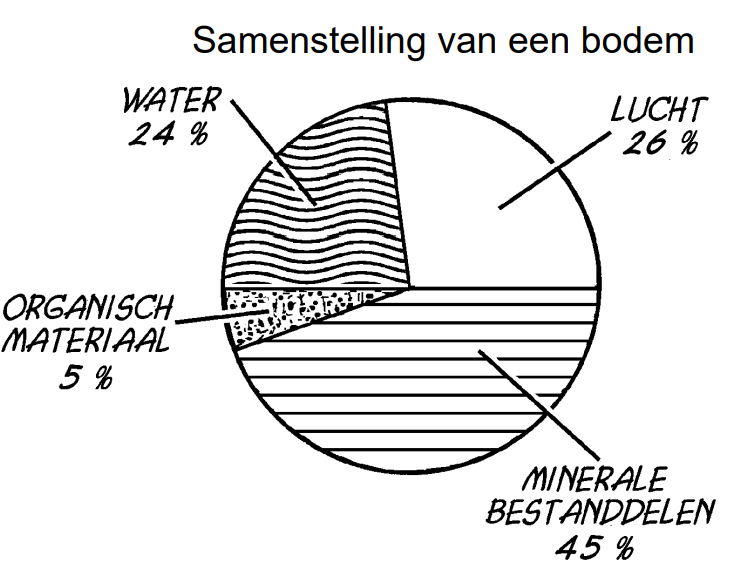 Samenstelling van een bodem
WATER
24 %
LUCHT
26 %
ORGANISCH
MATERIAAL
5 %
MINERALE
BESTANDDELEN
45 %